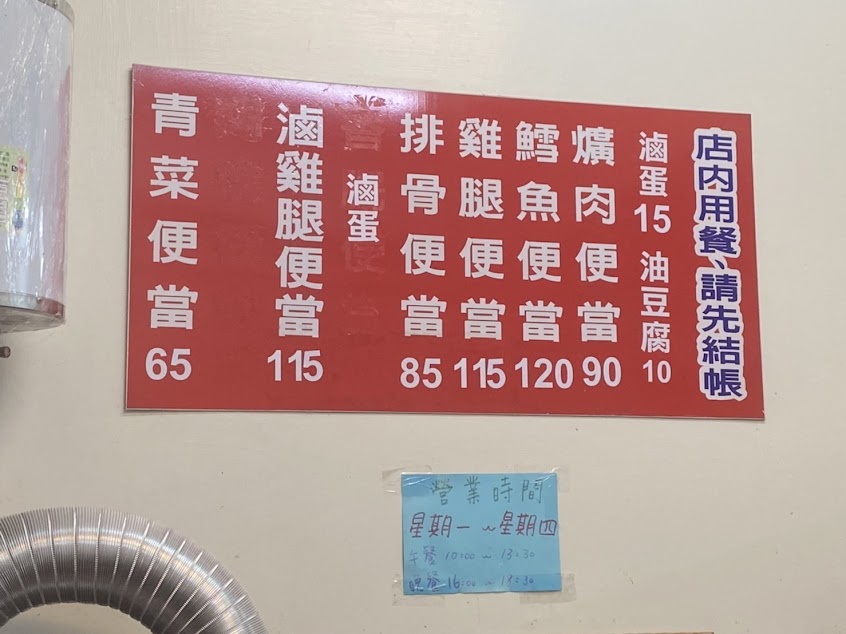 店內用餐、請先結帳
滷蛋15 油豆腐10
爌肉便當90
鱈魚便當120
雞腿便當115
排骨便當85
滷蛋
滷雞腿便當115
青菜便當65
營業時間
星期一~星期四
午餐 10:00~13:30
晚餐 16:00~18:30